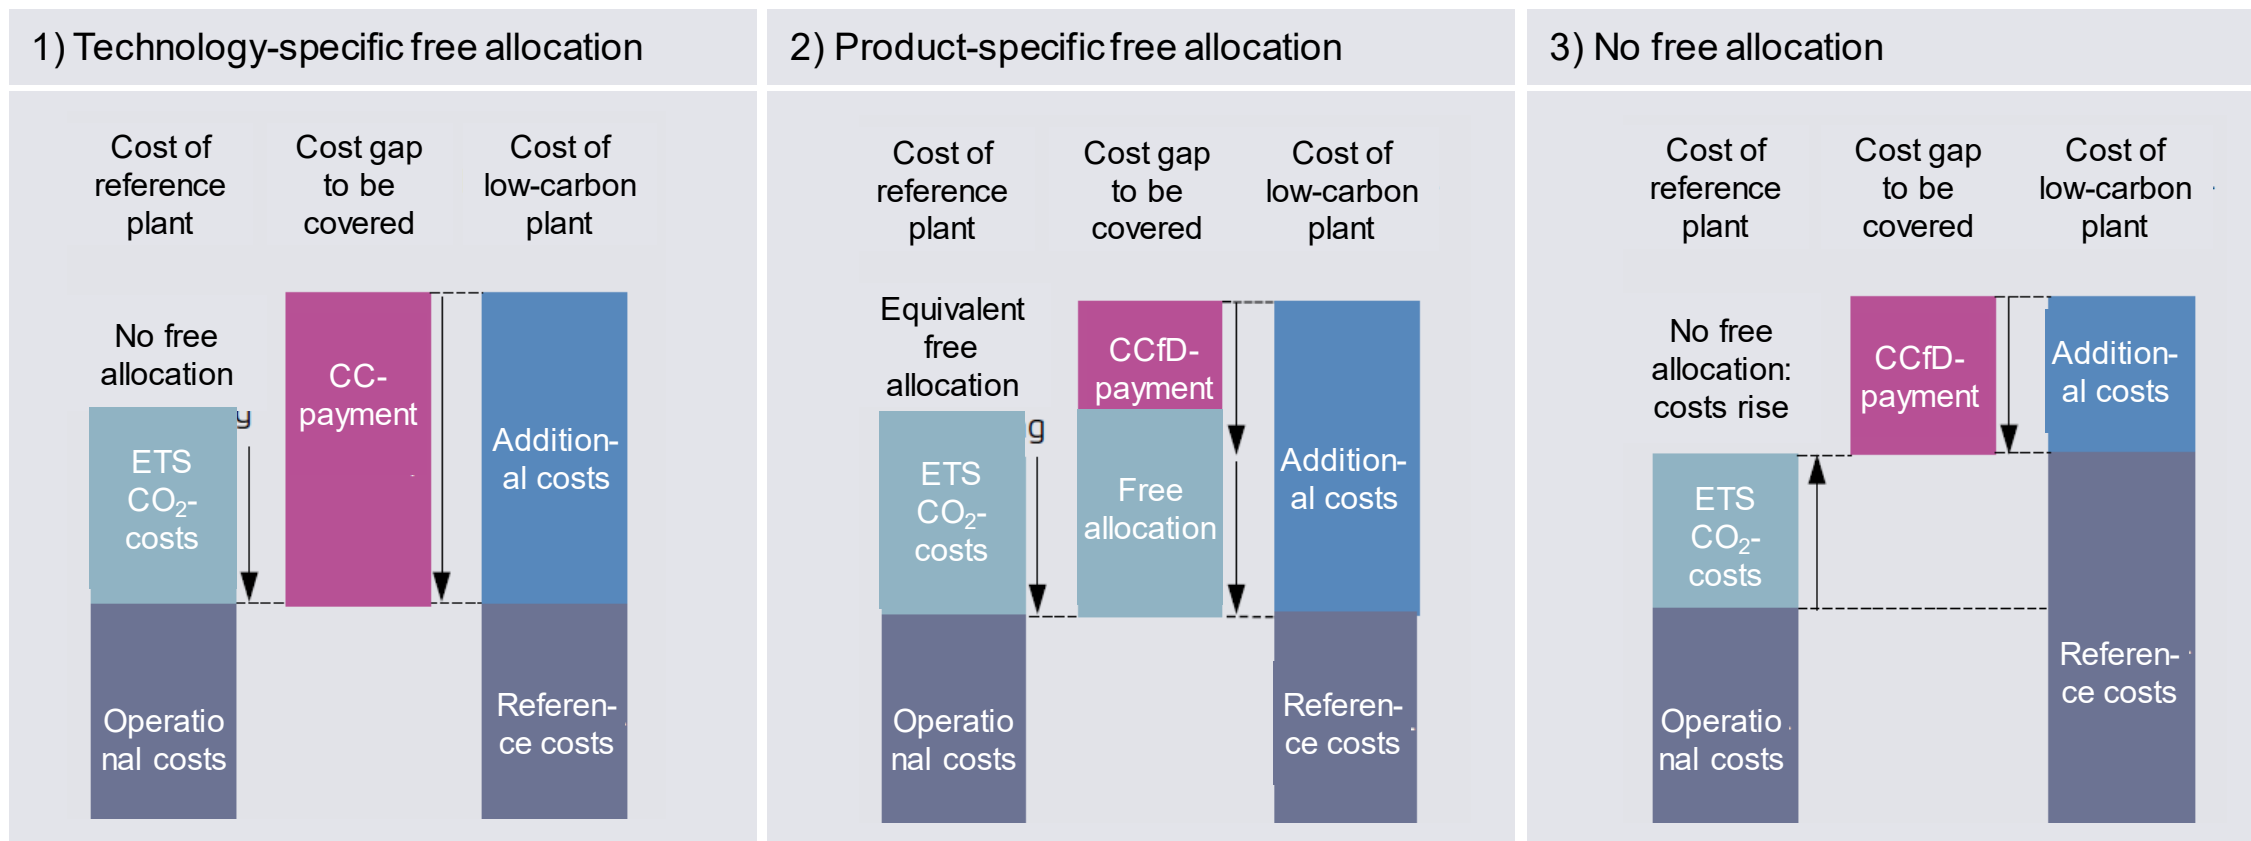 1) Technology-specific free allocation
Cost of
reference
plant
Cost gap
to be
covered
Cost of
low-carbon
plant
No free
allocation
y
ETS
CO₂-
costs
Operatio
nal costs
CC-
payment
Addition-
al costs
Referen-
ce costs
2) Product-specific free allocation
Cost of
reference
plant
Cost gap
to be
covered
Cost of
low-carbon
plant
Equivalent
free
allocation
g
ETS
CO₂-
costs
Operatio
nal costs
CCfD-
payment
Free
allocation
Addition-
al costs
Referen-
ce costs
3) No free allocation
Cost of
reference
plant
Cost gap
to be
covered
Cost of
low-carbon
plant
No free
allocation:
costs rise
ETS
CO₂-
costs
Operatio
nal costs
CCfD-
payment
Addition-
al costs
Referen-
ce costs